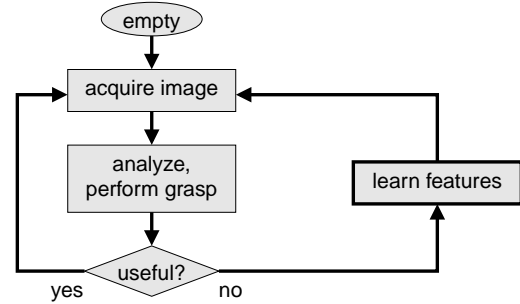 empty
acquire image
analyze,
perform grasp
learn features
useful?
yes
no